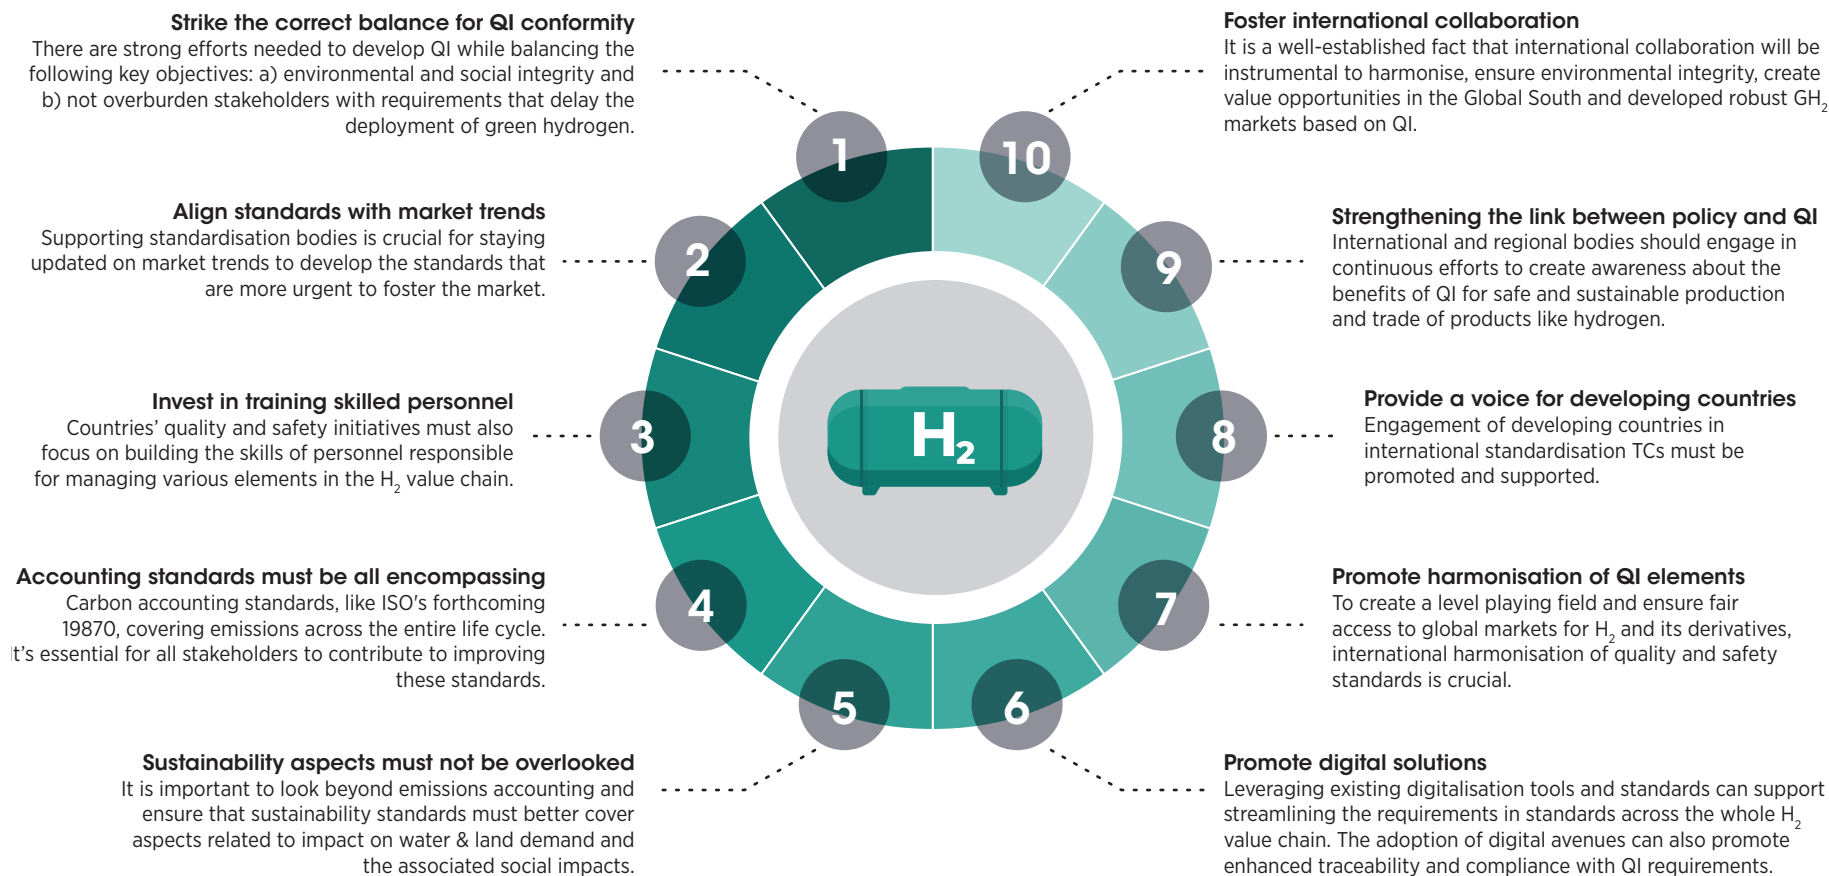 1
Strike the correct balance for QI conformity
There are strong efforts needed to develop QI while balancing the
following key objectives: a) environmental and social integrity and
b) not overburden stakeholders with requirements that delay the
deployment of green hydrogen.
2
Align standards with market trends
Supporting standardisation bodies is crucial for staying
updated on market trends to develop the standards that
are more urgent to foster the market.
3
Invest in training skilled personnel
Countries’ quality and safety initiatives must also
focus on building the skills of personnel responsible
for managing various elements in the H₂ value chain.
4
Accounting standards must be all encompassing
Carbon accounting standards, like ISO's forthcoming
19870, covering emissions across the entire life cycle.
It’s essential for all stakeholders to contribute to improving
these standards.
5
Sustainability aspects must not be overlooked
It is important to look beyond emissions accounting and
ensure that sustainability standards must better cover
aspects related to impact on water & land demand and
the associated social impacts.
6
Promote digital solutions
Leveraging existing digitalisation tools and standards can support
streamlining the requirements in standards across the whole H₂
value chain. The adoption of digital avenues can also promote
enhanced traceability and compliance with QI requirements.
7
Promote harmonisation of QI elements
To create a level playing field and ensure fair
access to global markets for H₂ and its derivatives,
international harmonisation of quality and safety
standards is crucial.
8
Provide a voice for developing countries
Engagement of developing countries in
international standardisation TCs must be
promoted and supported.
9
Strengthening the link between policy and QI
International and regional bodies should engage in
continuous efforts to create awareness about the
benefits of QI for safe and sustainable production
and trade of products like hydrogen.
10
Foster international collaboration
It is a well-established fact that international collaboration will be
instrumental to harmonise, ensure environmental integrity, create
value opportunities in the Global South and developed robust GH₂
markets based on QI.
H₂